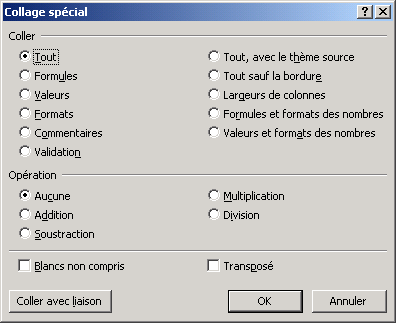 Collage spécial
Coller
Tout
Tout, avec le thème source
Formules
Tout sauf la bordure
Valeurs
Largeurs de colonnes
Formats
Formules et formats des nombres
Commentaires
Valeurs et formats des nombres
Validation
Opération
Aucune
Multiplication
Addition
Division
Soustraction
Blancs non compris
Transposé
Coller avec liaison
OK
Annuler